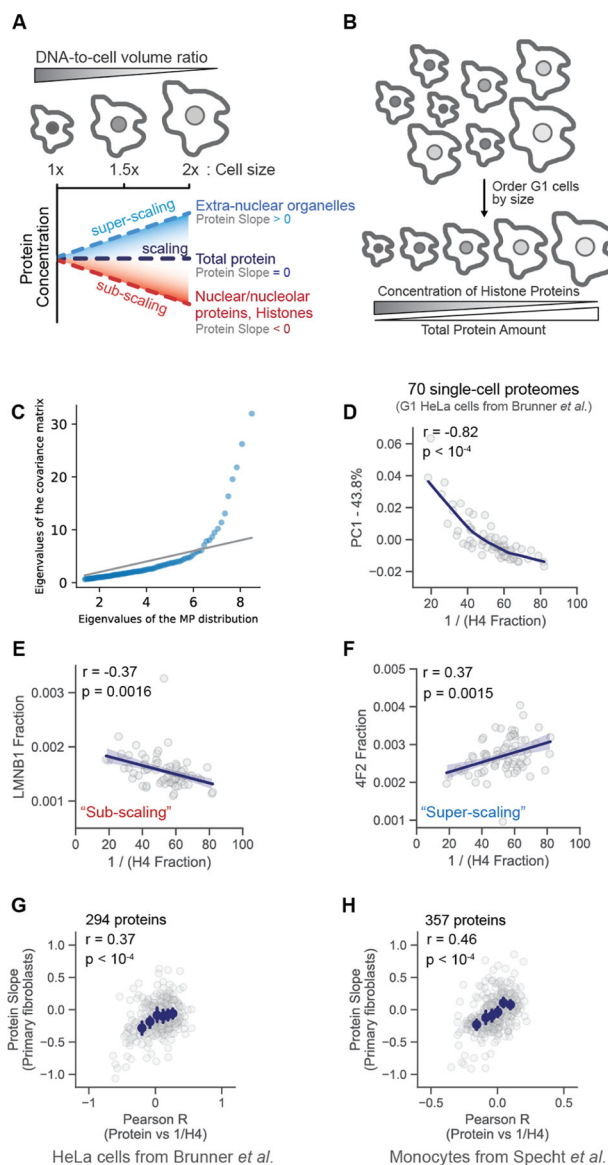 A
DNA-to-cell volume ratio
1x 1.5x 2x : Cell size
Protein
Concentration
super-scaling
scaling
sub-scaling
Extra-nuclear organelles
Protein Slope > 0
Total protein
Protein Slope = 0
Nuclear/nucleolar
proteins, Histones
Protein Slope < 0
B
Order G1 cells
by size
Concentration of Histone Proteins
Total Protein Amount
C
Eigenvalues of the covariance matrix
30
20
10
0
2 4 6 8
Eigenvalues of the MP distribution
70 single-cell proteomes
(G1 HeLa cells from Brunner et al.)
D
r = -0.82
p < 10⁻⁴
PC1 - 43.8%
0.06
0.04
0.02
0.00
−0.02
20 40 60 80 100
1 / (H4 Fraction)
E
r = -0.37
p = 0.0016
LMNB1 Fraction
0.003
0.002
0.001
"Sub-scaling"
0 20 40 60 80 100
1 / (H4 Fraction)
F
r = 0.37
p = 0.0015
4F2 Fraction
0.005
0.004
0.003
0.002
0.001
"Super-scaling"
0 20 40 60 80 100
1 / (H4 Fraction)
G
294 proteins
r = 0.37
p < 10⁻⁴
Protein Slope
(Primary fibroblasts)
1.0
0.5
0.0
−0.5
−1.0
−1 0 1
Pearson R
(Protein vs 1/H4)
HeLa cells from Brunner et al.
H
357 proteins
r = 0.46
p < 10⁻⁴
Protein Slope
(Primary fibroblasts)
1.0
0.5
0.0
−0.5
−1.0
−0.5 0.0 0.5
Pearson R
(Protein vs 1/H4)
Monocytes from Specht et al.